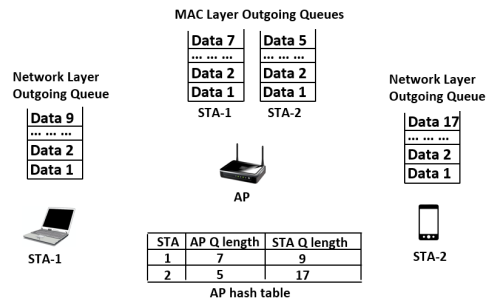 MAC Layer Outgoing Queues
Data 7
... ... ...
Data 2
Data 1
STA-1
Data 5
... ... ...
Data 2
Data 1
STA-2
Network Layer
Outgoing Queue
Data 9
... ... ...
Data 2
Data 1
STA-1
AP
Network Layer
Outgoing Queue
Data 17
... ... ...
Data 2
Data 1
STA-2
STA AP Q length STA Q length
1 7 9
2 5 17
AP hash table